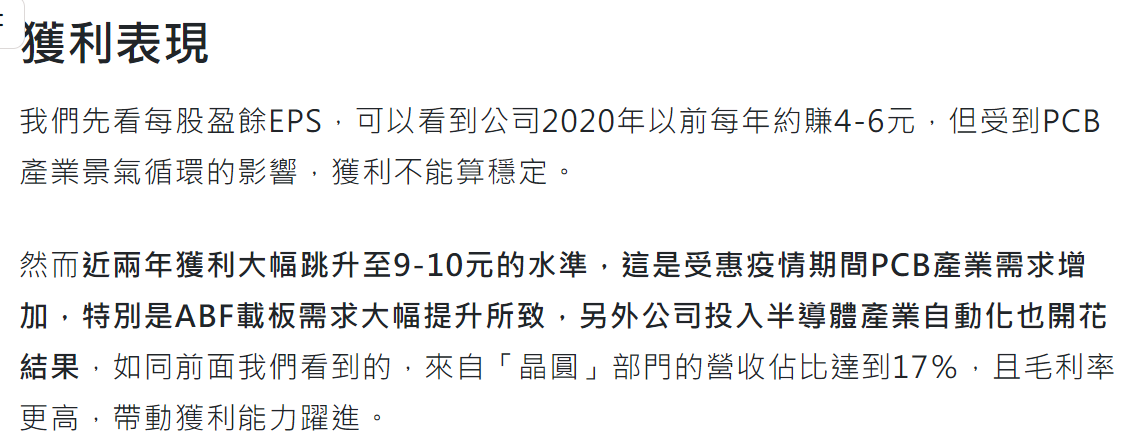 獲利表現
我們先看每股盈餘EPS，可以看到公司2020年以前每年約賺4-6元，但受到PCB
產業景氣循環的影響，獲利不能算穩定。
然而近兩年獲利大幅跳升至9-10元的水準，這是受惠疫情期間PCB產業需求增
加，特別是ABF載板需求大幅提升所致，另外公司投入半導體產業自動化也開花
結果，如同前面我們看到的，來自「晶圓」部門的營收佔比達到17%，且毛利率
更高，帶動獲利能力躍進。